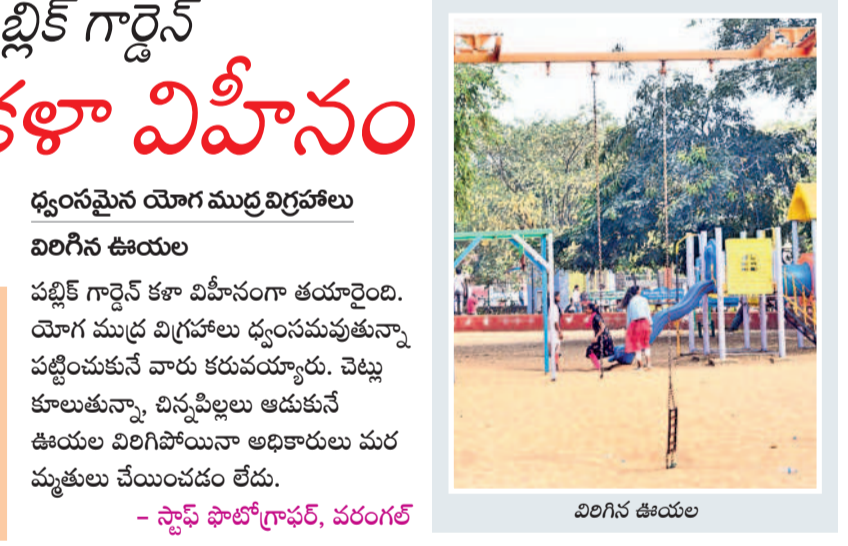 బ్లిక్ గార్డెన్
కళా విహీనం
ధ్వంసమైన యోగ ముద్ర విగ్రహాలు
విరిగిన ఊయల
పబ్లిక్ గార్డెన్ కళా విహీనంగా తయారైంది.
యోగ ముద్ర విగ్రహాలు ధ్వంసమవుతున్నా
పట్టించుకునే వారు కరువయ్యారు. చెట్లు
కూలుతున్నా, చిన్నపిల్లలు ఆడుకునే
ఊయల విరిగిపోయినా అధికారులు మర
మ్మతులు చేయించడం లేదు.
– స్టాఫ్ ఫొటోగ్రాఫర్, వరంగల్
విరిగిన ఊయల